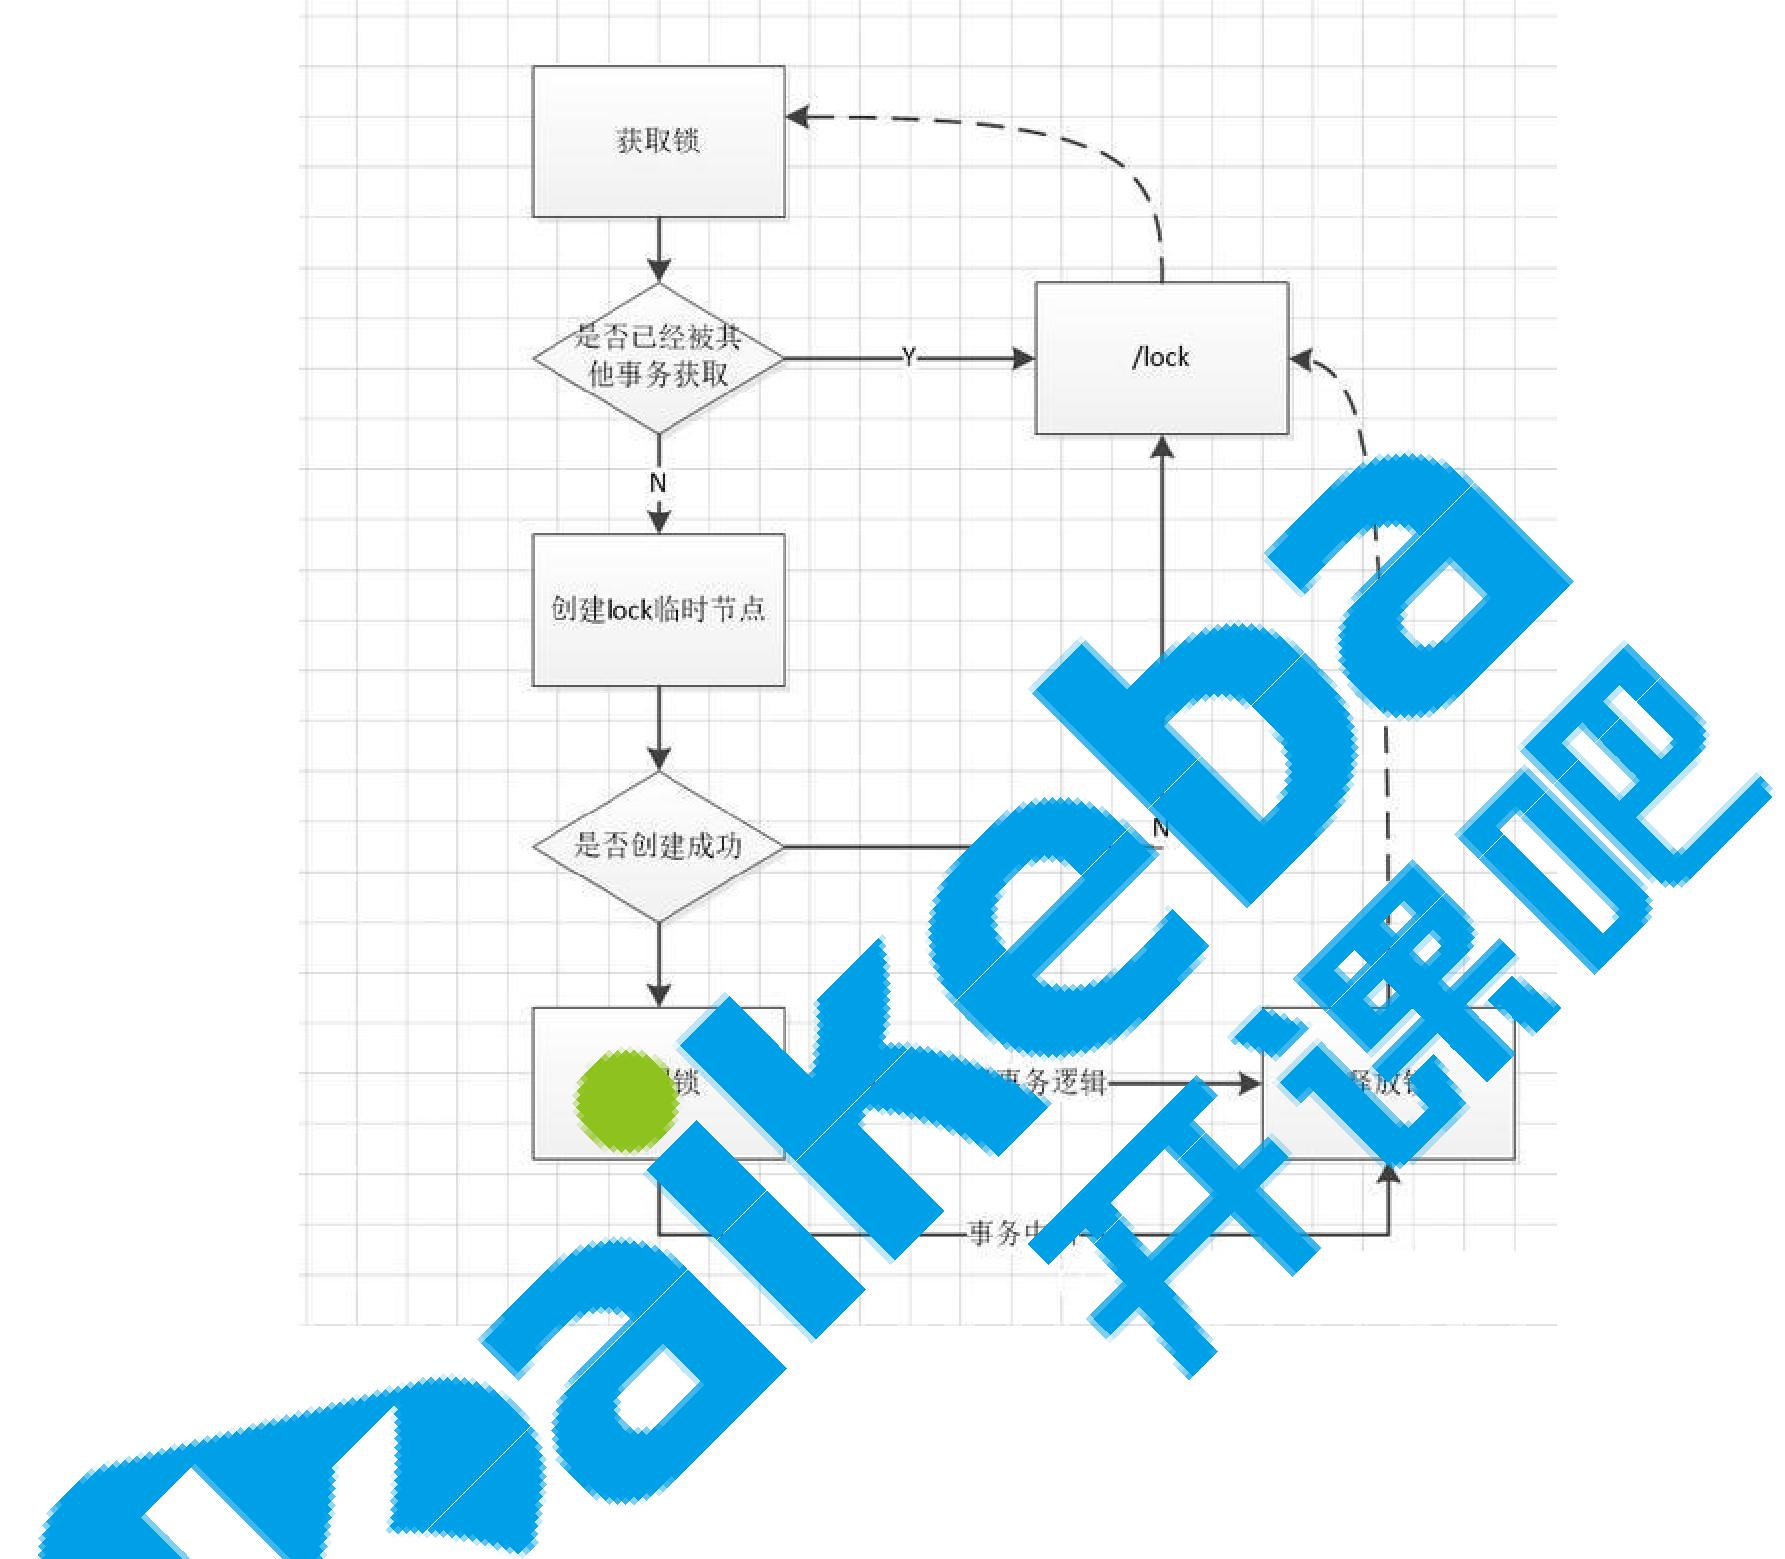 获取锁
是否已经被其
他事务获取
Y
/lock
N
创建lock临时节点
是否创建成功
N
锁
事务逻辑
释放锁
事务中
kaikeba
开课吧